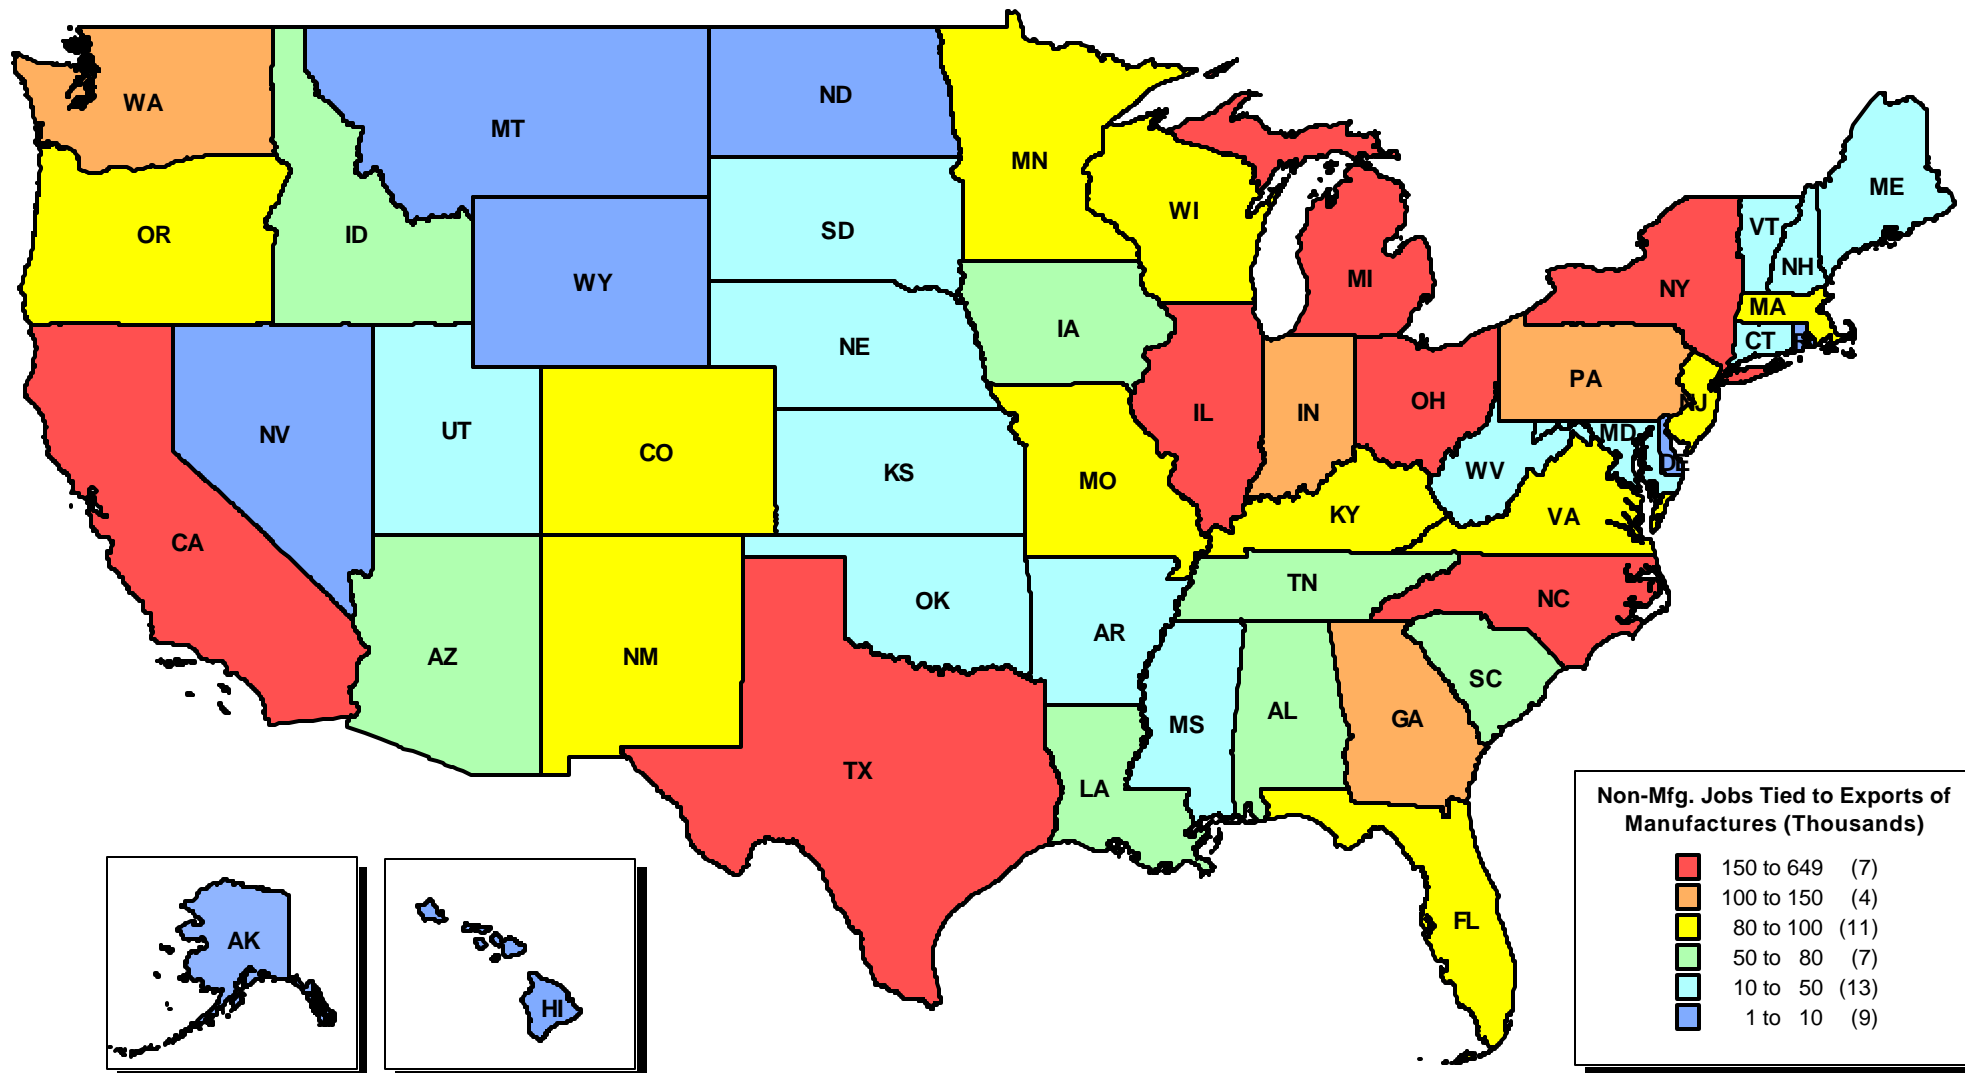 WA
MT
ND
MN
ME
OR
ID
SD
WI
VT
NH
WY
MI
NY
MA
IA
CT
NE
PA
NV
UT
IL
IN
OH
NJ
CO
MD
KS
MO
WV
DE
KY
VA
CA
TN
NC
OK
AR
AZ
NM
SC
AL
GA
MS
TX
LA
FL
AK
HI
Non-Mfg. Jobs Tied to Exports of
Manufactures (Thousands)
150 to 649 (7)
100 to 150 (4)
80 to 100 (11)
50 to 80 (7)
10 to 50 (13)
1 to 10 (9)